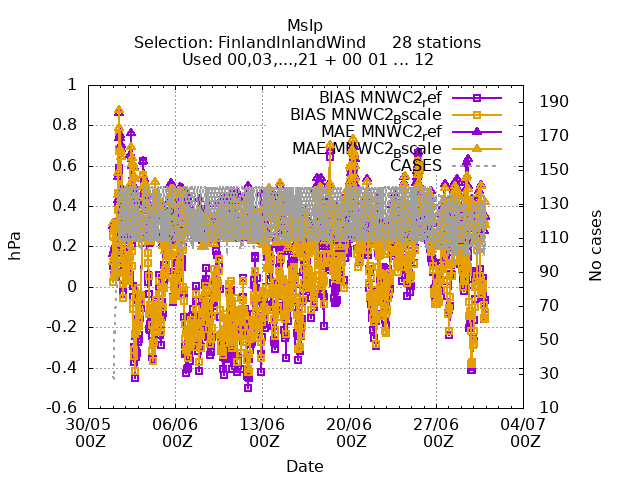 Mslp
Selection: FinlandInlandWind 28 stations
Used 00,03,...,21 + 00 01 ... 12
BIAS MNWC2_ref
BIAS MNWC2_Bscale
MAE MNWC2_ref
MAE MNWC2_Bscale
CASES
1
0.8
0.6
0.4
0.2
0
-0.2
-0.4
-0.6
hPa
190
170
150
130
110
90
70
50
30
10
No cases
30/05 06/06 13/06 20/06 27/06 04/07
00Z 00Z 00Z 00Z 00Z 00Z
Date